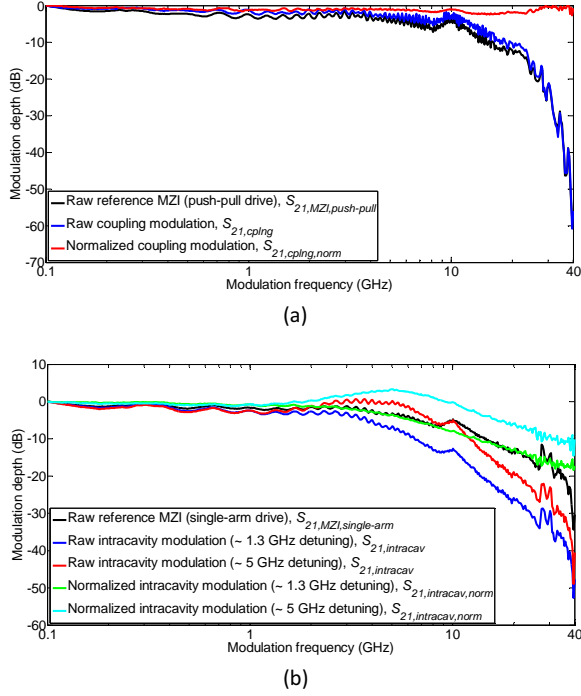 0
-10
-20
-30
-40
-50
-60
-70
Modulation depth (dB)
Raw reference MZI (push-pull drive), S21,MZI,push-pull
Raw coupling modulation, S21,cplng
Normalized coupling modulation, S21,cplng,norm
0.1 1 10 40
Modulation frequency (GHz)
(a)
10
0
-10
-20
-30
-40
-50
-60
Modulation depth (dB)
Raw reference MZI (single-arm drive), S21,MZI,single-arm
Raw intracavity modulation (~ 1.3 GHz detuning), S21,intracav
Raw intracavity modulation (~ 5 GHz detuning), S21,intracav
Normalized intracavity modulation (~ 1.3 GHz detuning), S21,intracav,norm
Normalized intracavity modulation (~ 5 GHz detuning), S21,intracav,norm
0.1 1 10 40
Modulation frequency (GHz)
(b)